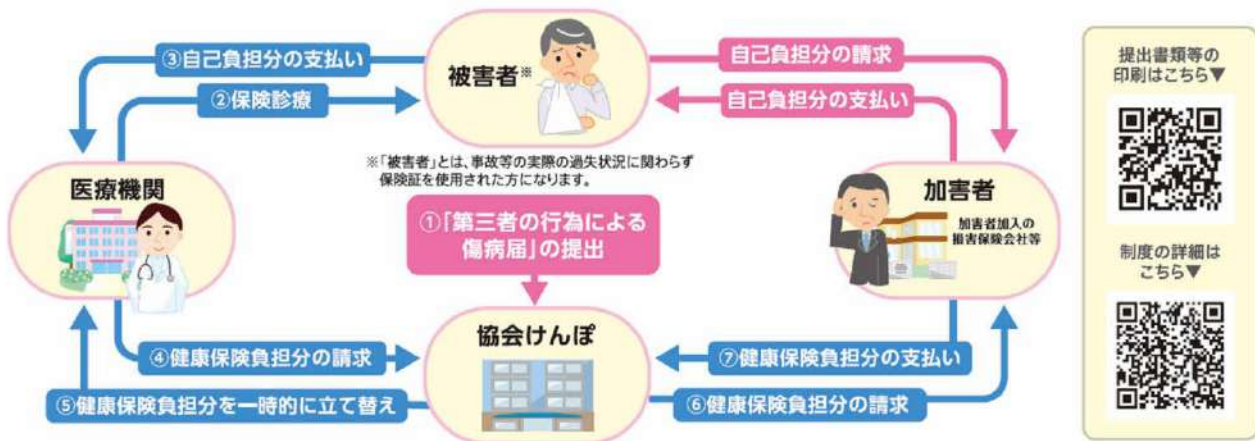 ③自己負担分の支払い
②保険診療
被害者※
自己負担分の請求
自己負担分の支払い
※「被害者」とは、事故等の実際の過失状況に関わらず
保険証を使用された方になります。
医療機関
①「第三者の行為による
傷病届」の提出
加害者
加害者加入の
損害保険会社等
協会けんぽ
④健康保険負担分の請求
⑤健康保険負担分を一時的に立て替え
⑦健康保険負担分の支払い
⑥健康保険負担分の請求
提出書類等の
印刷はこちら▼
制度の詳細は
こちら▼